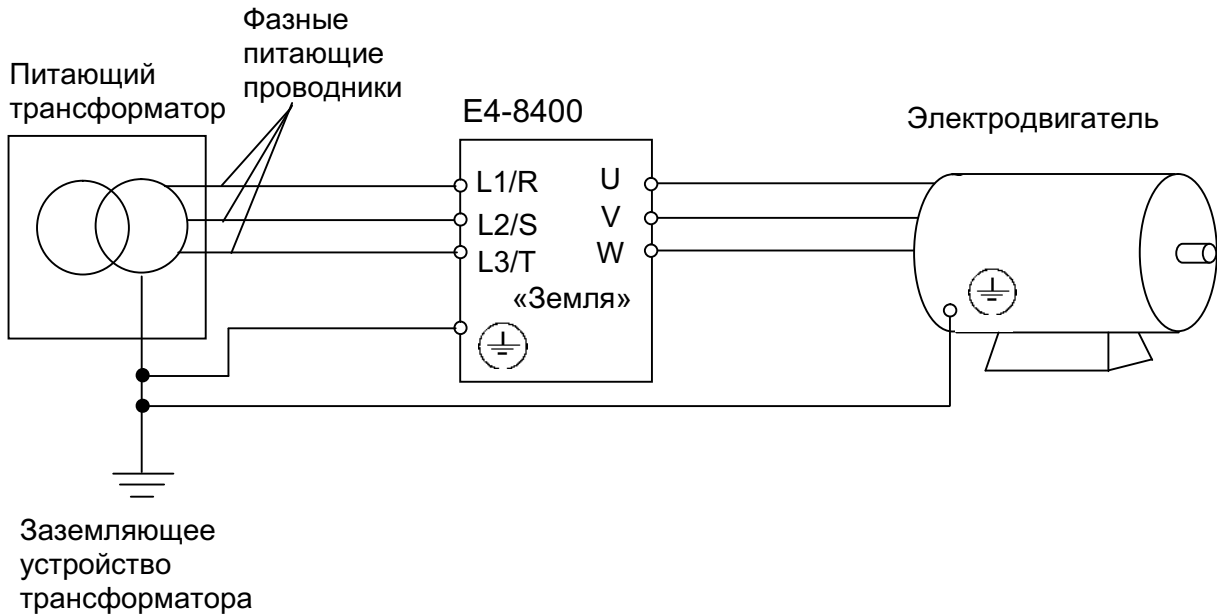 Фазные
питающие
проводники
Питающий
трансформатор
E4-8400
Электродвигатель
L1/R
U
L2/S
V
L3/T
W
«Земля»
Заземляющее
устройство
трансформатора